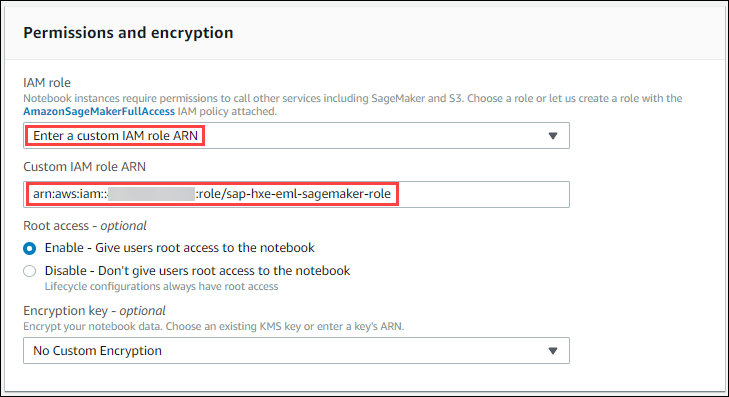 Permissions and encryption
IAM role
Notebook instances require permissions to call other services including SageMaker and S3. Choose a role or let us create a role with the
AmazonSageMakerFullAccess IAM policy attached.
Enter a custom IAM role ARN
Custom IAM role ARN
arn:aws:iam:: :role/sap-hxe-eml-sagemaker-role
Root access - optional
Enable - Give users root access to the notebook
Disable - Don't give users root access to the notebook
Lifecycle configurations always have root access
Encryption key - optional
Encrypt your notebook data. Choose an existing KMS key or enter a key's ARN.
No Custom Encryption